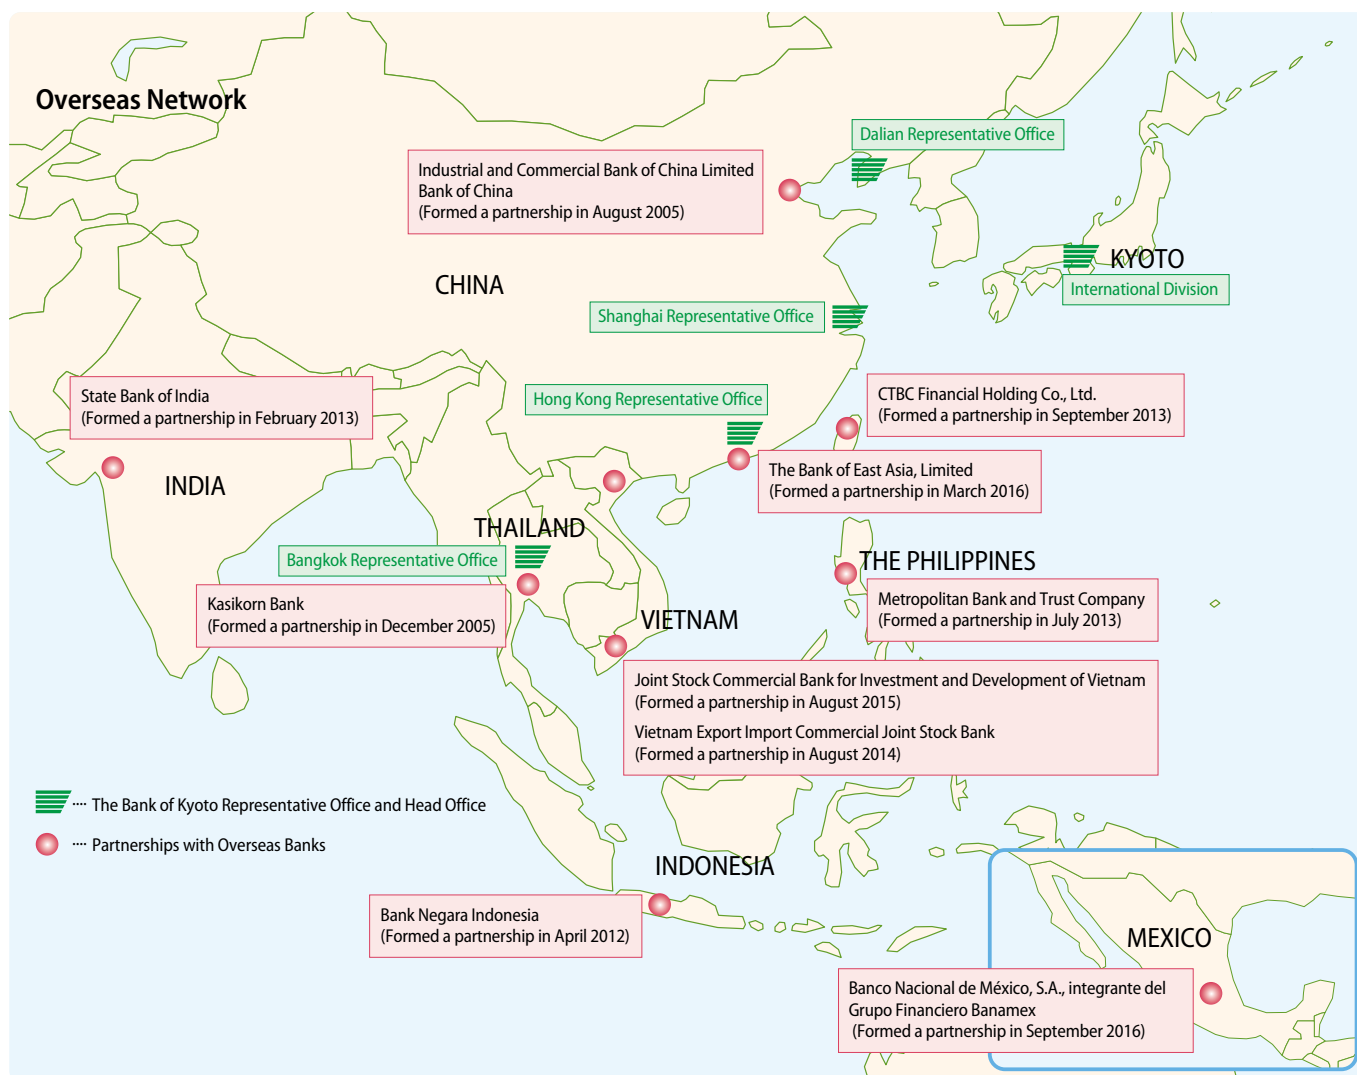 Overseas Network
Dalian Representative Office
Industrial and Commercial Bank of China Limited
Bank of China
(Formed a partnership in August 2005)
KYOTO
International Division
CHINA
Shanghai Representative Office
State Bank of India
(Formed a partnership in February 2013)
Hong Kong Representative Office
CTBC Financial Holding Co., Ltd.
(Formed a partnership in September 2013)
The Bank of East Asia, Limited
(Formed a partnership in March 2016)
INDIA
THAILAND
Bangkok Representative Office
Kasikorn Bank
(Formed a partnership in December 2005)
THE PHILIPPINES
Metropolitan Bank and Trust Company
(Formed a partnership in July 2013)
VIETNAM
Joint Stock Commercial Bank for Investment and Development of Vietnam
(Formed a partnership in August 2015)
Vietnam Export Import Commercial Joint Stock Bank
(Formed a partnership in August 2014)
···· The Bank of Kyoto Representative Office and Head Office
···· Partnerships with Overseas Banks
INDONESIA
Bank Negara Indonesia
(Formed a partnership in April 2012)
MEXICO
Banco Nacional de México, S.A., integrante del
Grupo Financiero Banamex
(Formed a partnership in September 2016)